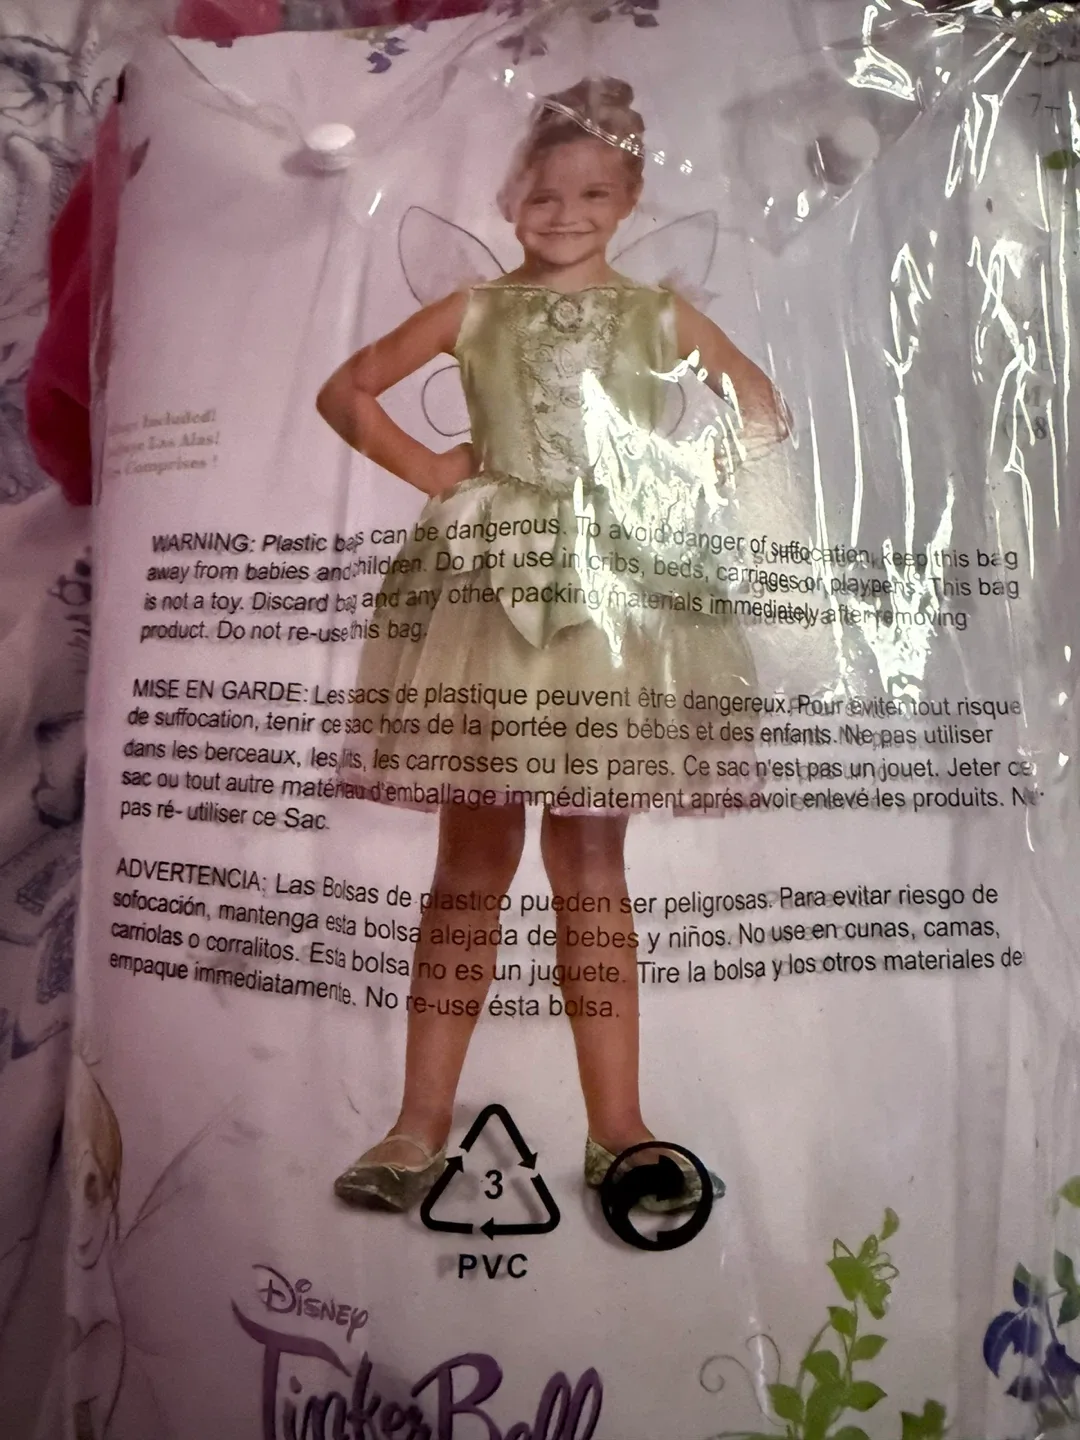 7-
8
Included!
Las Alas!
Comprises !
WARNING: Plastic bags can be dangerous. To avoid danger of suffocation, keep this bag
away from babies and children. Do not use in cribs, beds, carriages or playpens. This bag
is not a toy. Discard bag and any other packing materials immediately after removing
product. Do not re-use this bag.
MISE EN GARDE: Les sacs de plastique peuvent être dangereux. Pour éviter tout risque
de suffocation, tenir ce sac hors de la portée des bébés et des enfants. Ne pas utiliser
dans les berceaux, les lits, les carrosses ou les pares. Ce sac n'est pas un jouet. Jeter ce
sac ou tout autre matériau d'emballage immédiatement aprés avoir enlevé les produits. Ne
pas ré- utiliser ce Sac.
ADVERTENCIA: Las Bolsas de plastico pueden ser peligrosas. Para evitar riesgo de
sofocación, mantenga esta bolsa alejada de bebes y niños. No use en cunas, camas,
carriolas o corralitos. Esta bolsa no es un juguete. Tire la bolsa y los otros materiales de
empaque immediatamente. No re-use ésta bolsa.
3
PVC
Disney
Tinker Bell